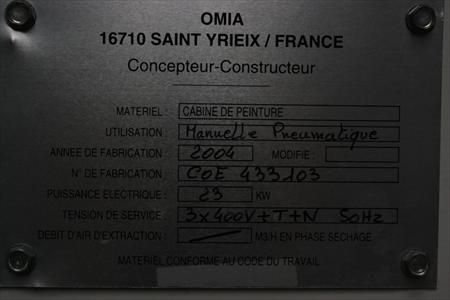 OMIA
16710 SAINT YRIEIX / FRANCE
Concepteur-Constructeur
MATERIEL : CABINE DE PEINTURE
UTILISATION : Manuelle Pneumatique
ANNEE DE FABRICATION : 2004 MODIFIE :
N° DE FABRICATION : COE 433103
PUISSANCE ELECTRIQUE : 23 KW
TENSION DE SERVICE : 3x400V+T+N 50Hz
DEBIT D'AIR D'EXTRACTION : M3/H EN PHASE SECHAGE
MATERIEL CONFORME AU CODE DU TRAVAIL